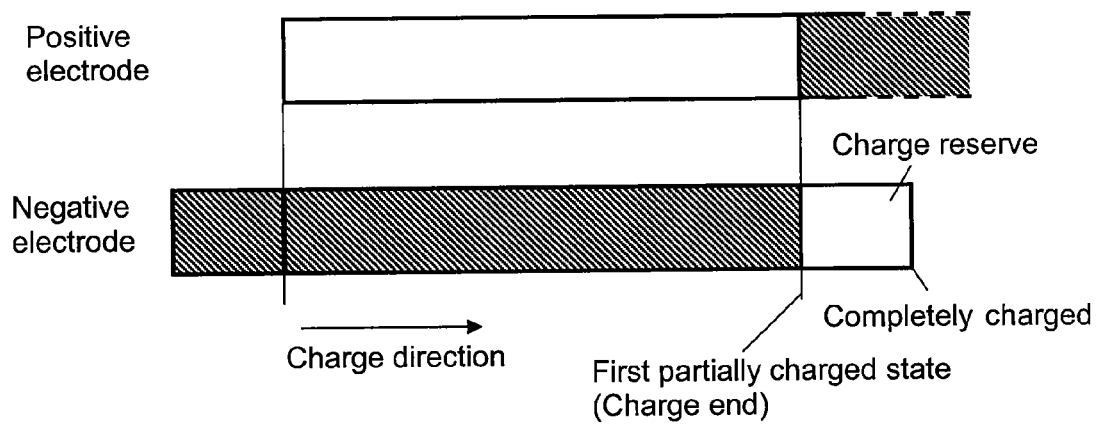 Positive
electrode
Charge reserve
Negative
electrode
Completely charged
Charge direction
First partially charged state
(Charge end)